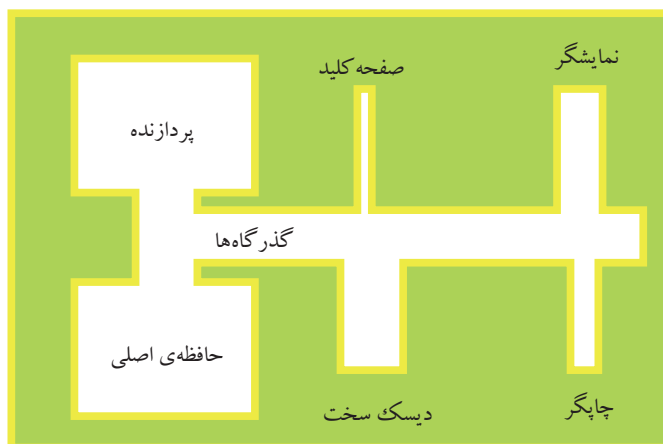 نمایشگر
صفحه کلید
پردازنده
گذرگاه‌ها
حافظه‌ی اصلی
دیسک سخت
چاپگر